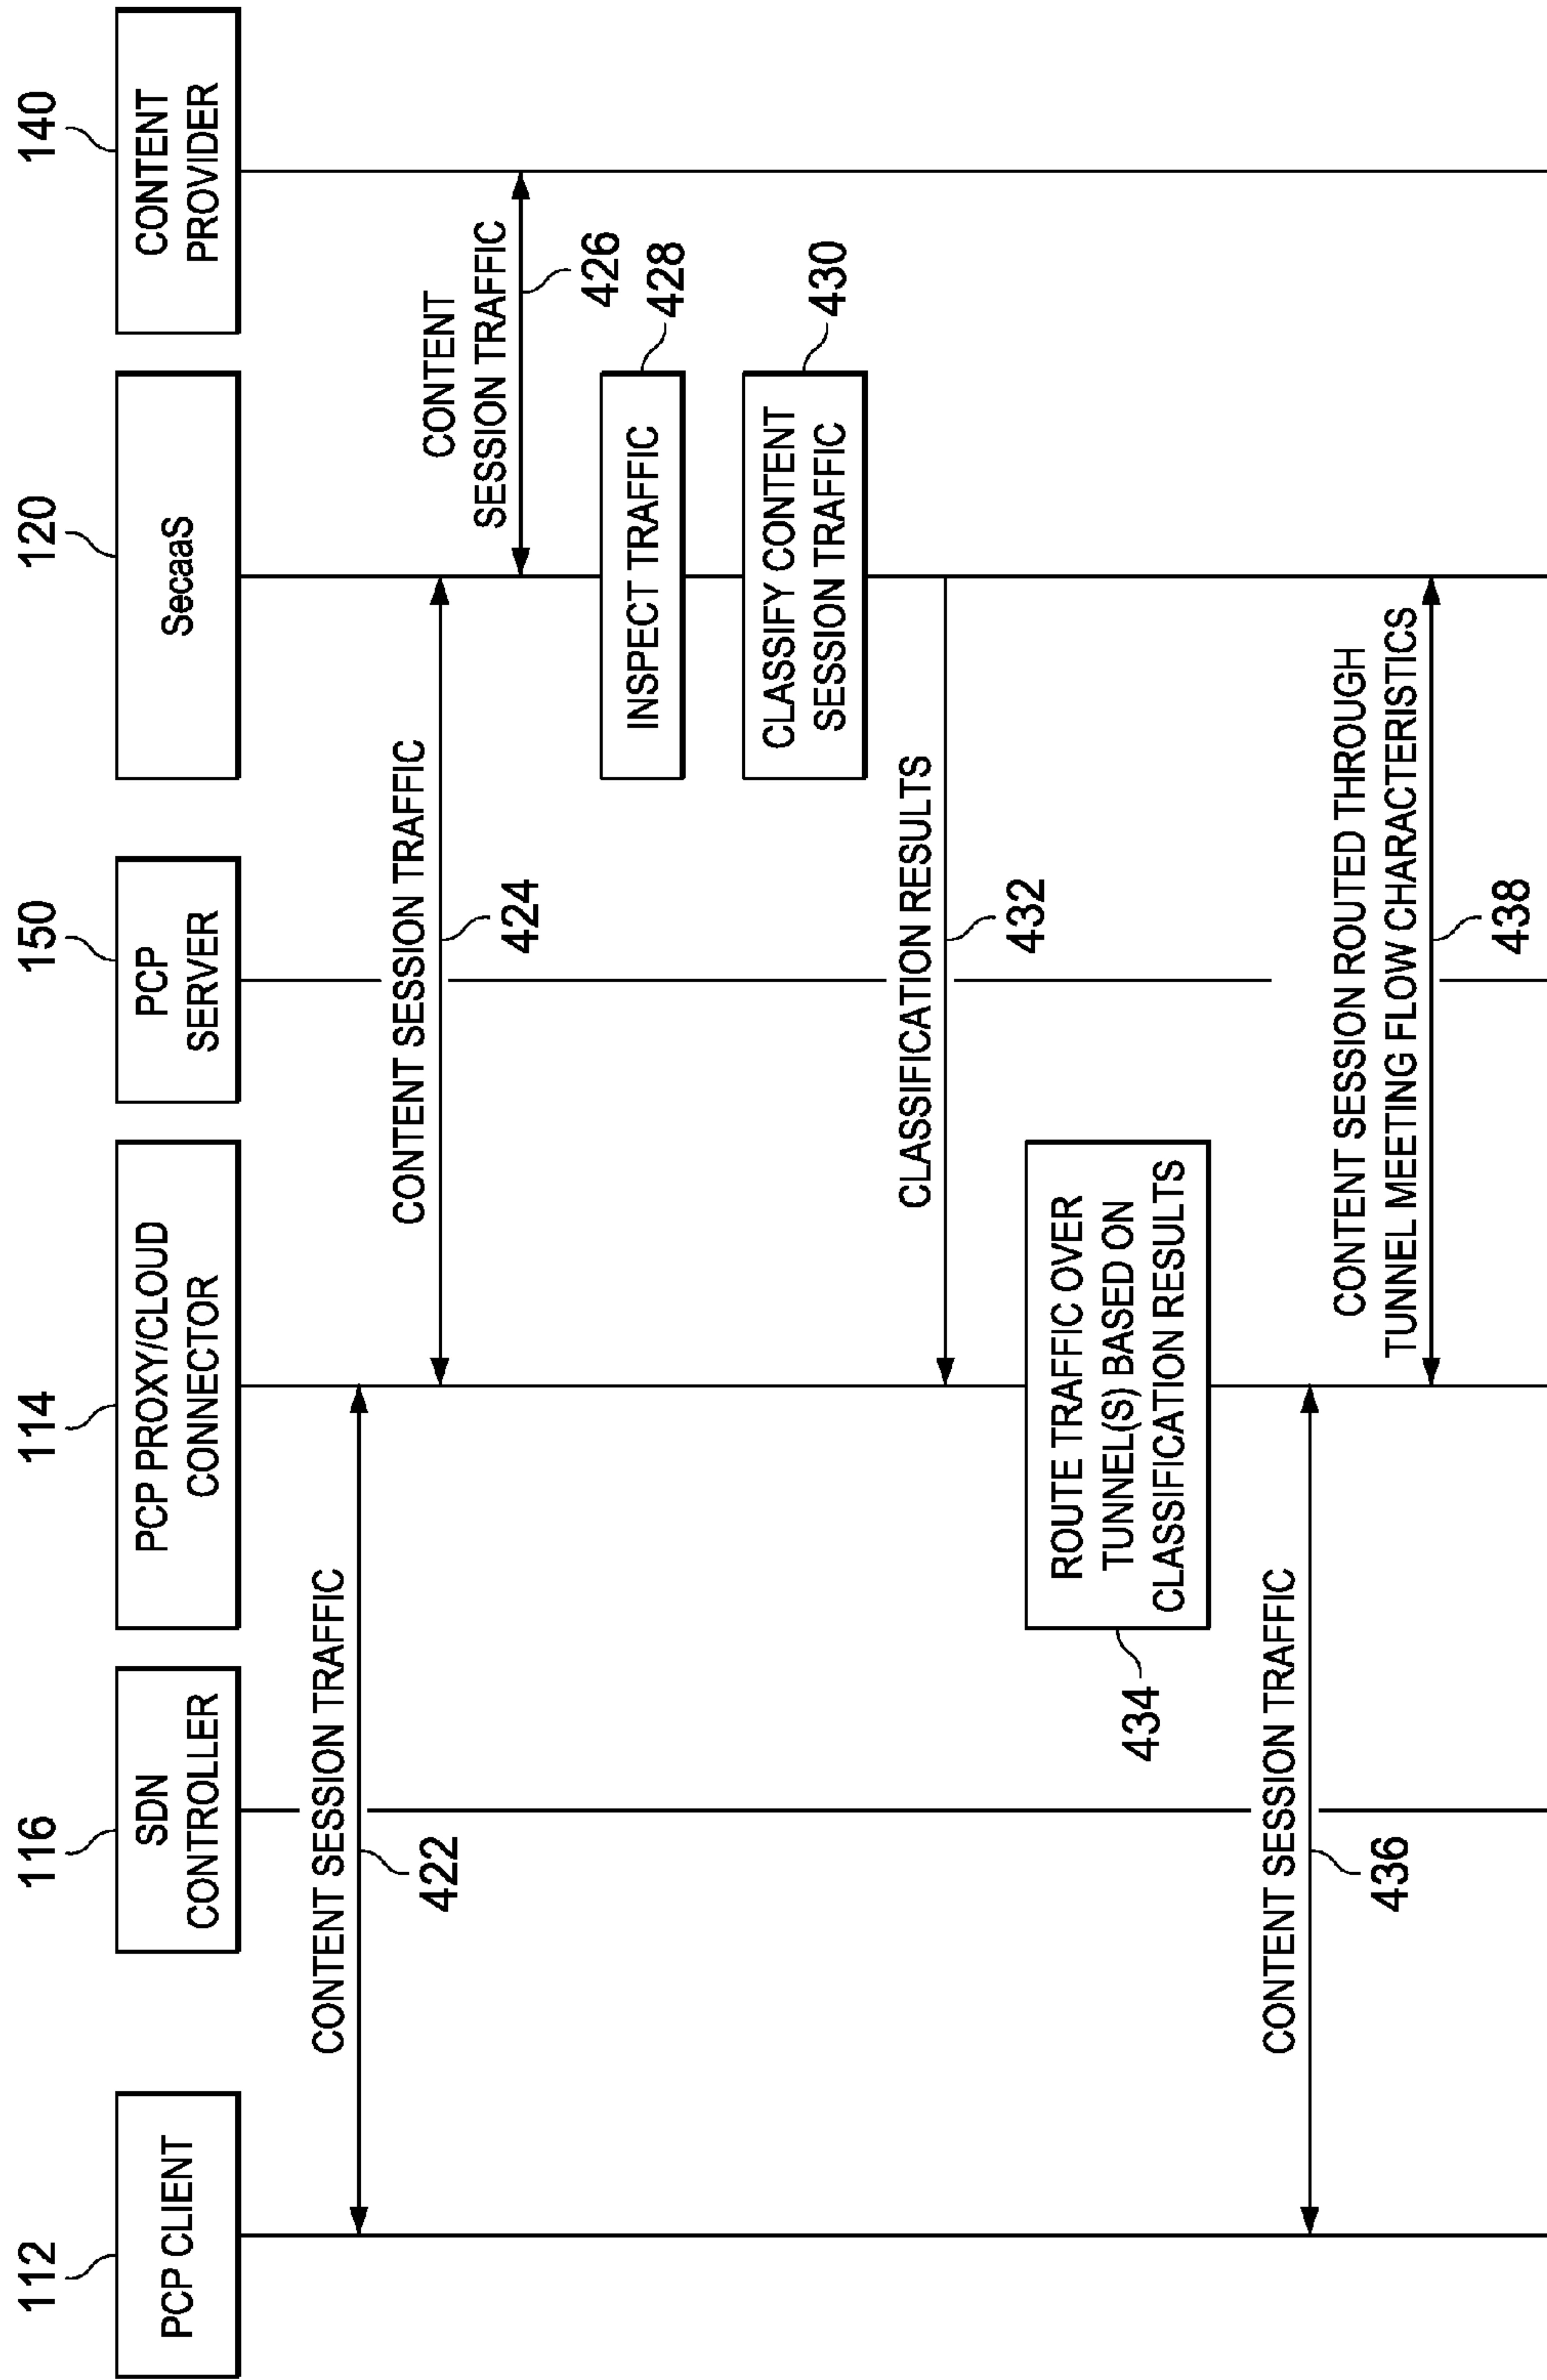 112
116
114
150
120
140
PCP CLIENT
SDN
CONTROLLER
PCP PROXY/CLOUD
CONNECTOR
PCP
SERVER
SecaaS
CONTENT
PROVIDER
CONTENT SESSION TRAFFIC
422
CONTENT SESSION TRAFFIC
424
CONTENT
SESSION TRAFFIC
426
INSPECT TRAFFIC
428
CLASSIFY CONTENT
SESSION TRAFFIC
430
CLASSIFICATION RESULTS
432
ROUTE TRAFFIC OVER
TUNNEL(S) BASED ON
CLASSIFICATION RESULTS
434
CONTENT SESSION TRAFFIC
436
CONTENT SESSION ROUTED THROUGH
TUNNEL MEETING FLOW CHARACTERISTICS
438